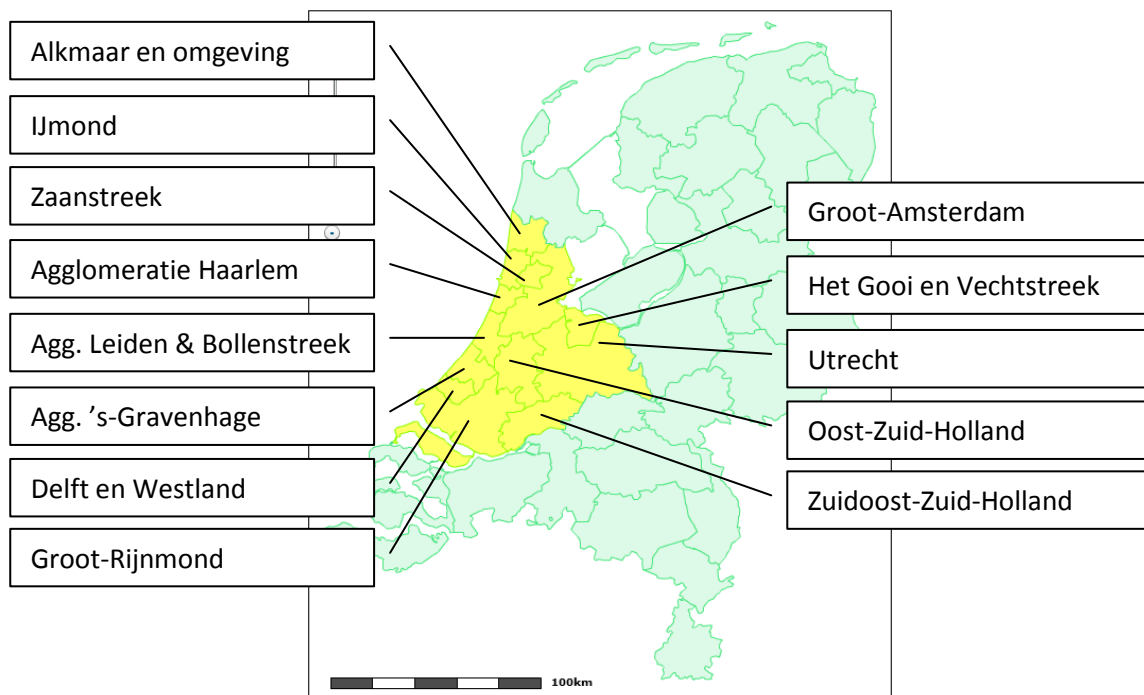 Alkmaar en omgeving
IJmond
Zaanstreek
Agglomeratie Haarlem
Agg. Leiden & Bollenstreek
Agg. ’s-Gravenhage
Delft en Westland
Groot-Rijnmond
Groot-Amsterdam
Het Gooi en Vechtstreek
Utrecht
Oost-Zuid-Holland
Zuidoost-Zuid-Holland
100km